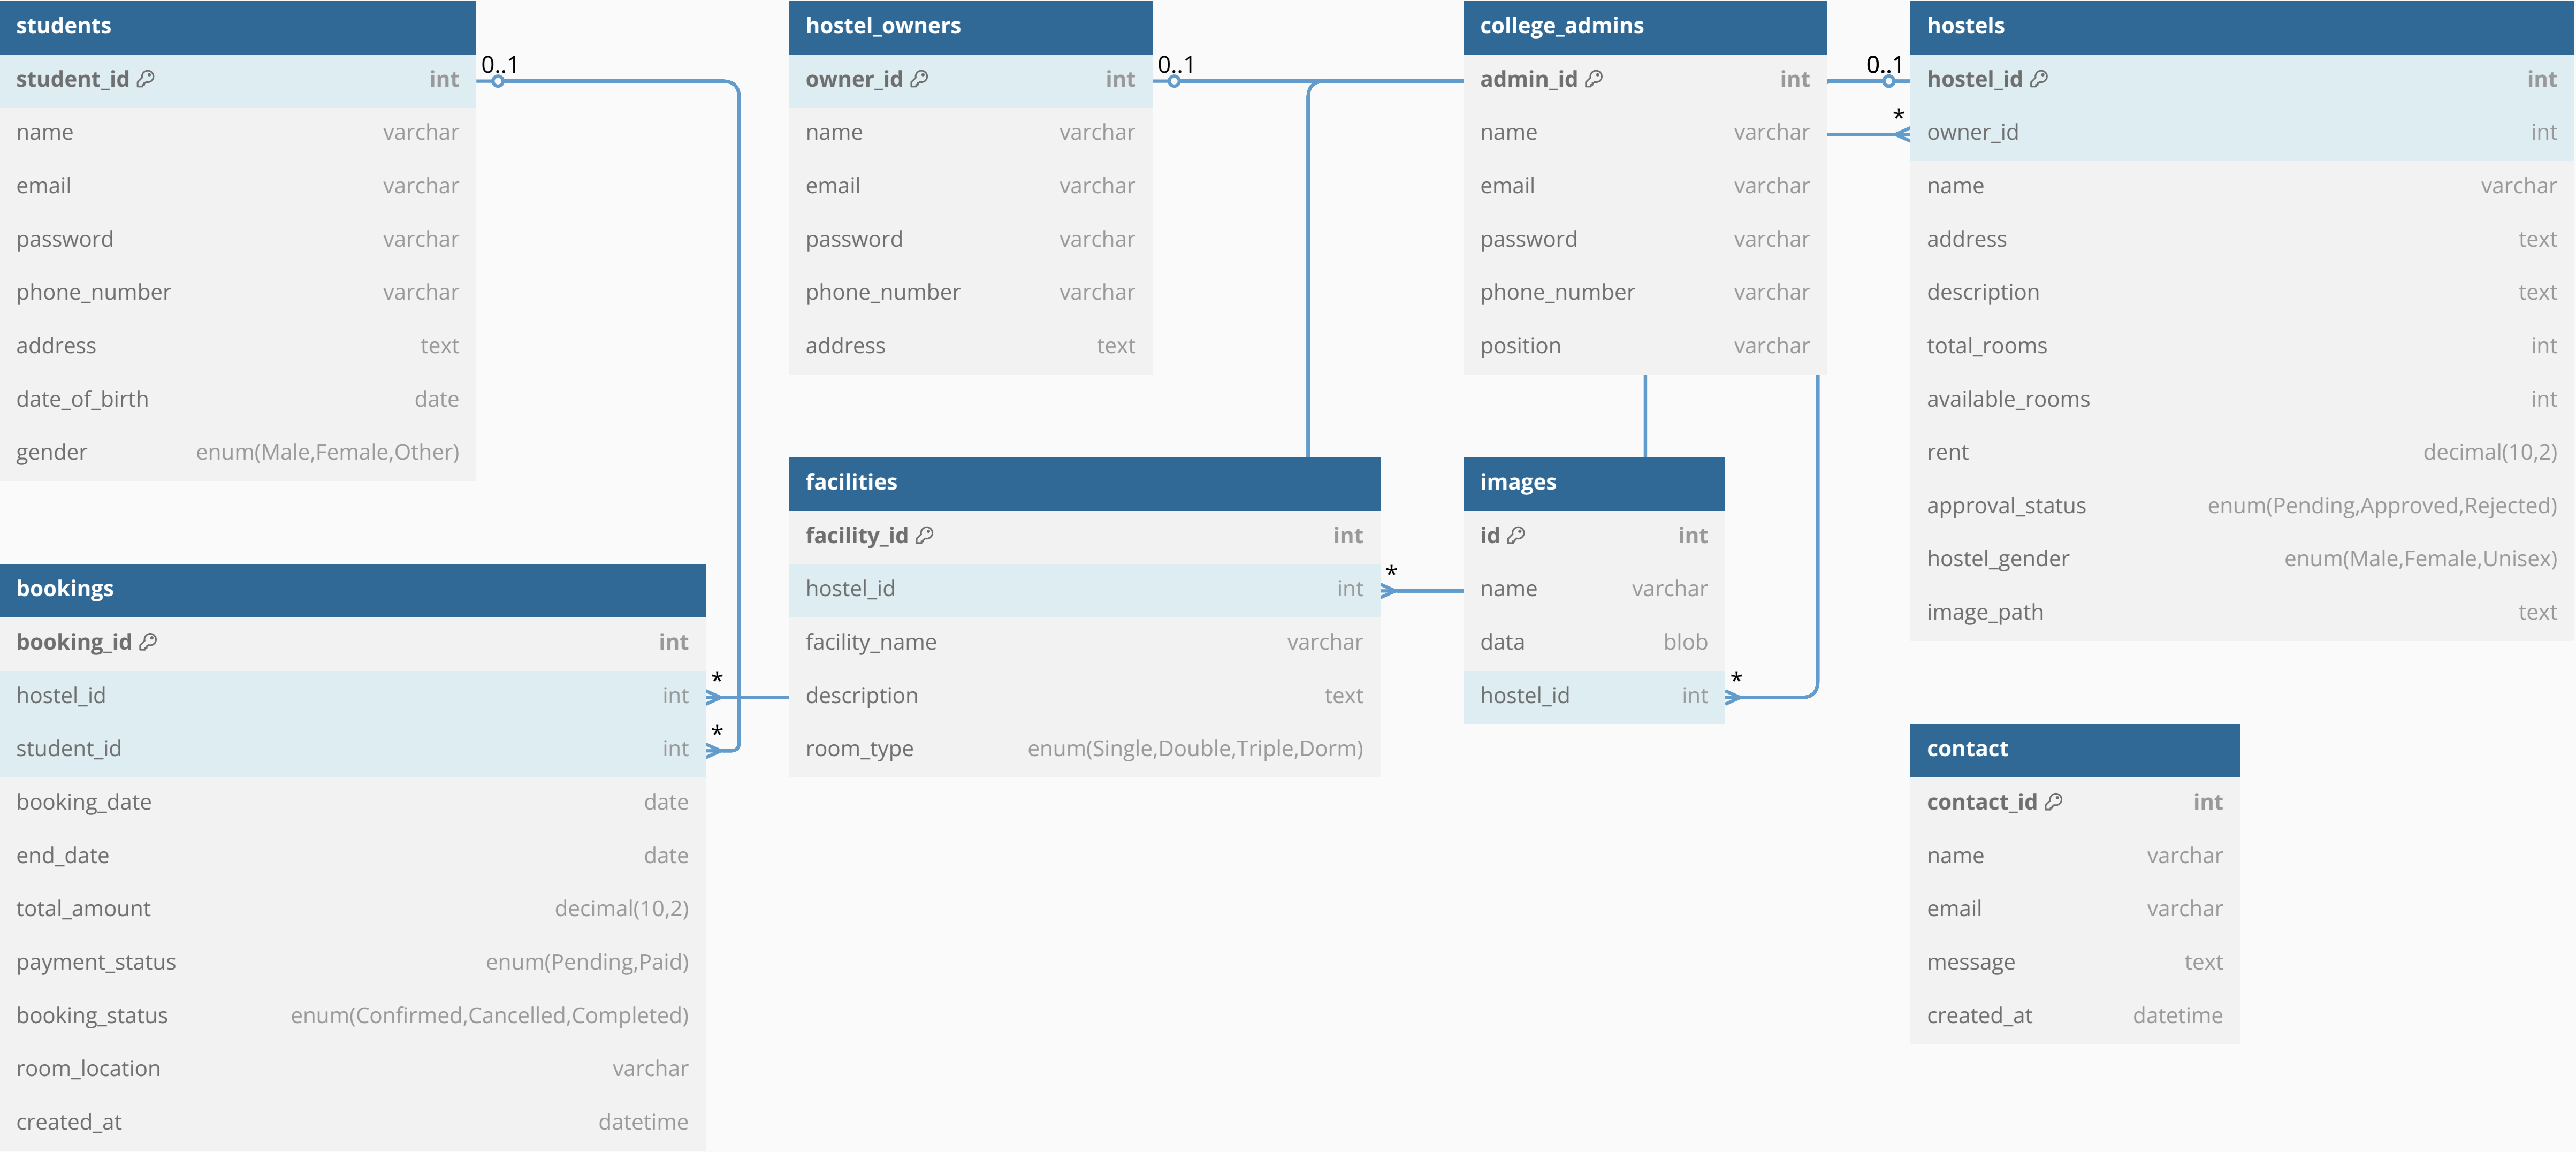 students
student_id int
name varchar
email varchar
password varchar
phone_number varchar
address text
date_of_birth date
gender enum(Male,Female,Other)
0..1
hostel_owners
owner_id int
name varchar
email varchar
password varchar
phone_number varchar
address text
0..1
college_admins
admin_id int
name varchar
email varchar
password varchar
phone_number varchar
position varchar
0..1
*
hostels
hostel_id int
owner_id int
name varchar
address text
description text
total_rooms int
available_rooms int
rent decimal(10,2)
approval_status enum(Pending,Approved,Rejected)
hostel_gender enum(Male,Female,Unisex)
image_path text
bookings
booking_id int
hostel_id int
student_id int
booking_date date
end_date date
total_amount decimal(10,2)
payment_status enum(Pending,Paid)
booking_status enum(Confirmed,Cancelled,Completed)
room_location varchar
created_at datetime
*
*
facilities
facility_id int
hostel_id int
facility_name varchar
description text
room_type enum(Single,Double,Triple,Dorm)
*
images
id int
name varchar
data blob
hostel_id int
*
contact
contact_id int
name varchar
email varchar
message text
created_at datetime